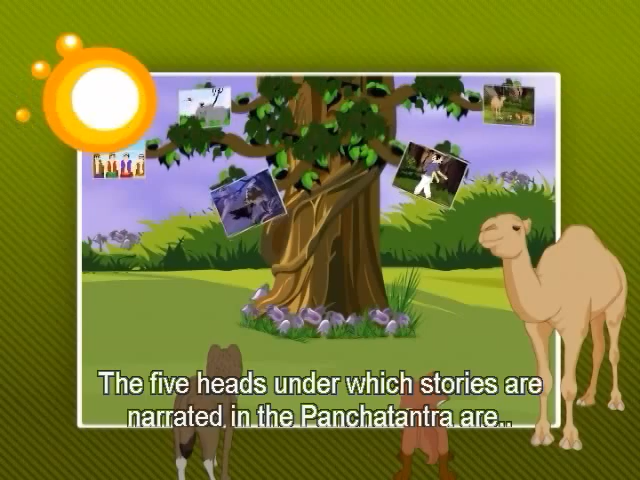 The five heads under which stories are
narrated in the Panchatantra are..